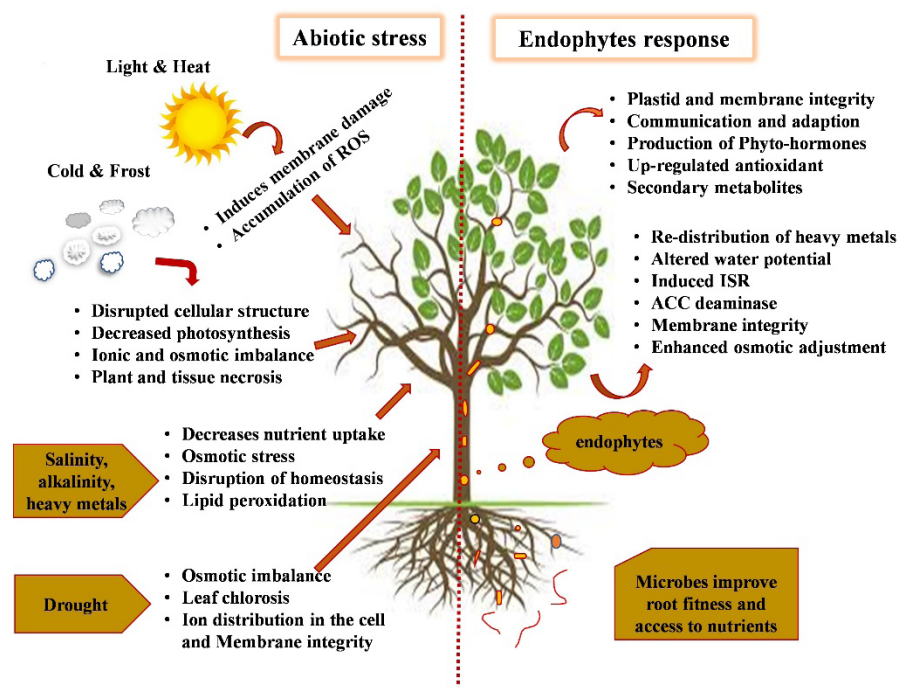 Abiotic stress
Light & Heat
• Induces membrane damage
• Accumulation of ROS
Cold & Frost
• Disrupted cellular structure
• Decreased photosynthesis
• Ionic and osmotic imbalance
• Plant and tissue necrosis
Salinity,
alkalinity,
heavy metals
• Decreases nutrient uptake
• Osmotic stress
• Disruption of homeostasis
• Lipid peroxidation
Drought
• Osmotic imbalance
• Leaf chlorosis
• Ion distribution in the cell
and Membrane integrity
Endophytes response
• Plastid and membrane integrity
• Communication and adaption
• Production of Phyto-hormones
• Up-regulated antioxidant
• Secondary metabolites
• Re-distribution of heavy metals
• Altered water potential
• Induced ISR
• ACC deaminase
• Membrane integrity
• Enhanced osmotic adjustment
endophytes
Microbes improve
root fitness and
access to nutrients